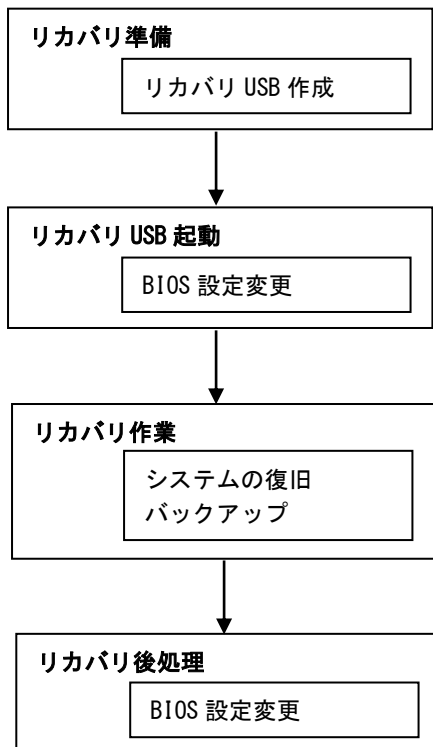 リカバリ準備
リカバリ USB 作成
リカバリ USB 起動
BIOS 設定変更
リカバリ作業
システムの復旧
バックアップ
リカバリ後処理
BIOS 設定変更